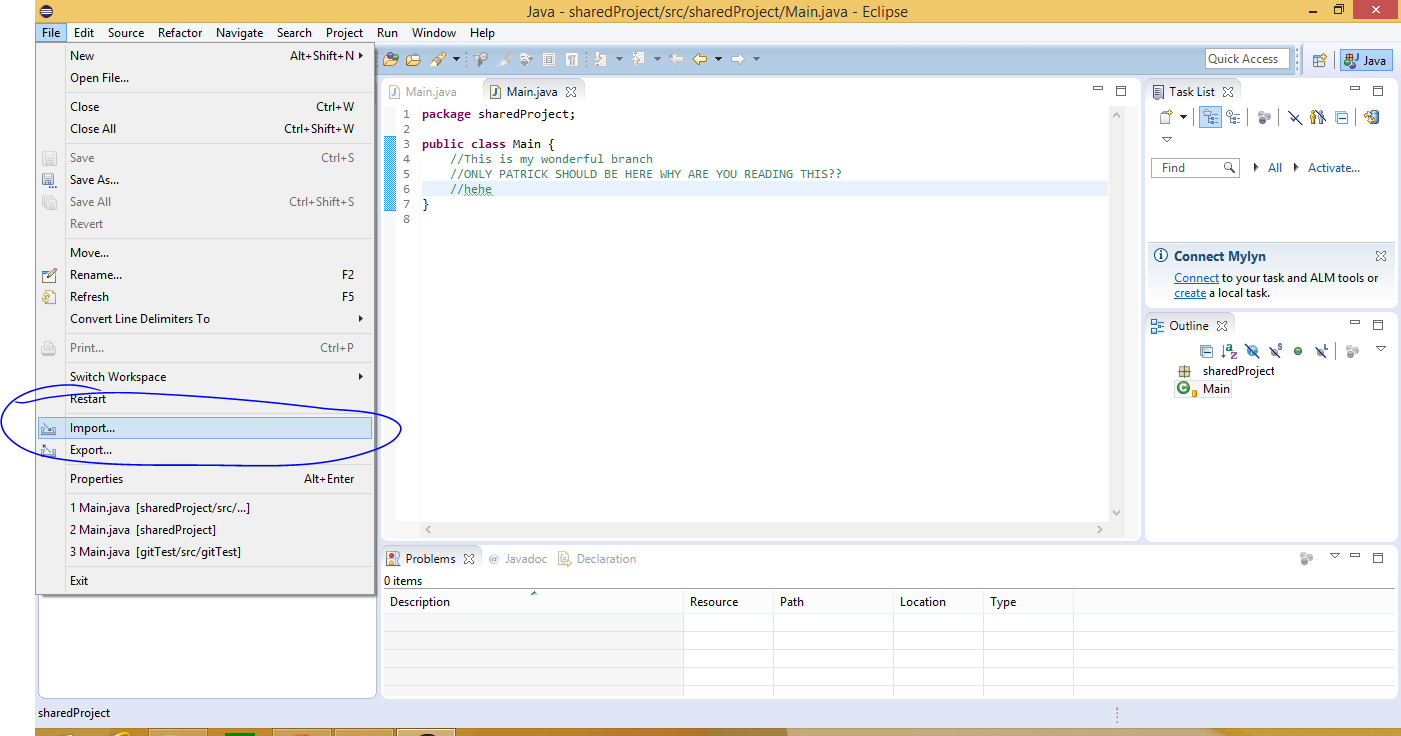 Java - sharedProject/src/sharedProject/Main.java - Eclipse
File Edit Source Refactor Navigate Search Project Run Window Help
New Alt+Shift+N
Open File...
Close Ctrl+W
Close All Ctrl+Shift+W
Save Ctrl+S
Save As...
Save All Ctrl+Shift+S
Revert
Move...
Rename... F2
Refresh F5
Convert Line Delimiters To
Print... Ctrl+P
Switch Workspace
Restart
Import...
Export...
Properties Alt+Enter
1 Main.java [sharedProject/src/...]
2 Main.java [sharedProject]
3 Main.java [gitTest/src/gitTest]
Exit
Quick Access
Java
Main.java Main.java
1 package sharedProject;
2
3 public class Main {
4 //This is my wonderful branch
5 //ONLY PATRICK SHOULD BE HERE WHY ARE YOU READING THIS??
6 //hehe
7 }
8
Task List
Find All Activate...
Connect Mylyn
Connect to your task and ALM tools or
create a local task.
Outline
sharedProject
Main
Problems @ Javadoc Declaration
0 items
Description Resource Path Location Type
sharedProject